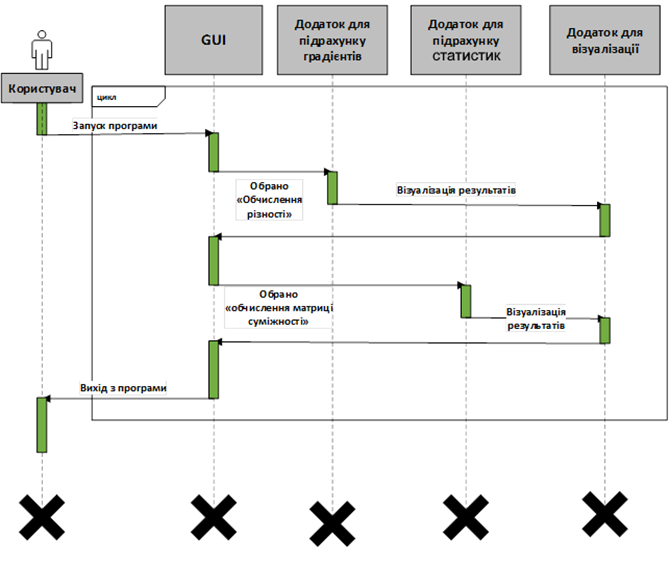 Користувач
GUI
Додаток для
підрахунку
градієнтів
Додаток для
підрахунку
статистик
Додаток для
візуалізації
цикл
Запуск програми
Обрано
«Обчислення
різності»
Візуалізація результатів
Обрано
«обчислення матриці
суміжності»
Візуалізація
результатів
Вихід з програми